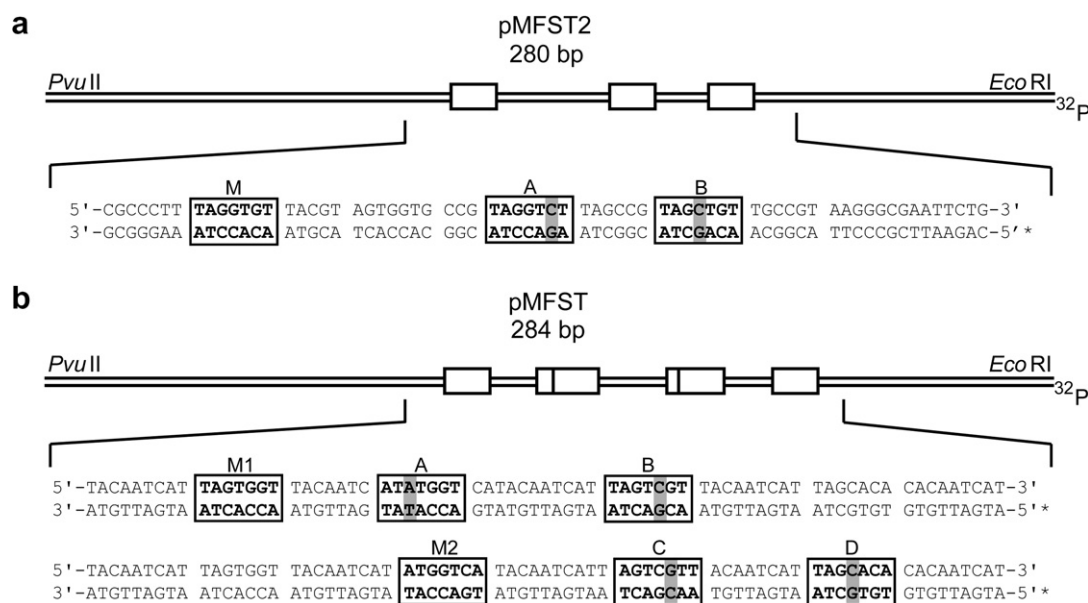 a
pMFST2
280 bp
PvuII EcoRI
32P
M A B
5'-CGCCCTT TAGGTGT TTACGT AGTGGTG CCG TAGGTCT TAGCCG TAGCTGT TGCCGT AAGGGCGAATTCTG-3'
3'-GCGGGAA ATCCACA AATGCA TCACCAC GGC ATCCAGA ATCGGC ATCGACA ACGGCA TTCCCGCTTAAGAC-5'*
b
pMFST
284 bp
PvuII EcoRI
32P
M1 A B
5'-TACAATCAT TAGTGGT TACAATC ATATGGT CATACAATCAT TAGTCGT TACAATCAT TAGCACA CACAATCAT-3'
3'-ATGTTAGTA ATCACCA ATGTTAG TATACCA GTATGTTAGTA ATCAGCA ATGTTAGTA ATCGTGT GTGTTAGTA-5'*
M2 C D
5'-TACAATCAT TAGTGGT TACAATCAT ATGGTCA TACAATCATT AGTCGTT ACAATCAT TAGCACA CACAATCAT-3'
3'-ATGTTAGTA ATCACCA ATGTTAGTA TACCAGT ATGTTAGTAA TCAGCAA TGTTAGTA ATCGTGT GTGTTAGTA-5'*